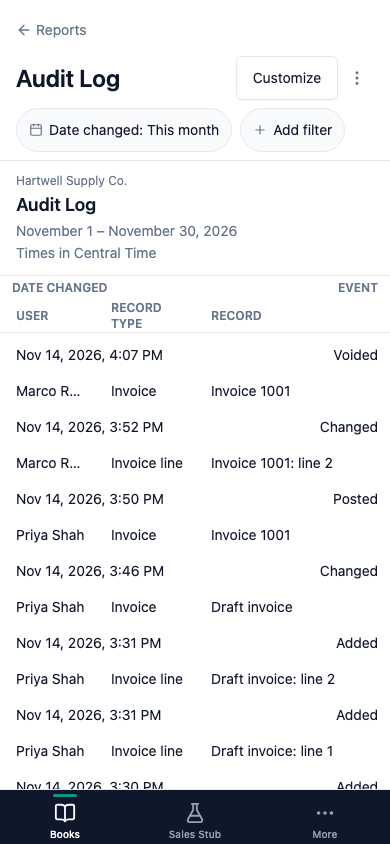 Reports
Audit Log
Customize
Date changed: This month
Add filter
Hartwell Supply Co.
Audit Log
November 1 – November 30, 2026
Times in Central Time
DATE CHANGED EVENT
USER RECORD TYPE RECORD
Nov 14, 2026, 4:07 PM Voided
Marco R... Invoice Invoice 1001
Nov 14, 2026, 3:52 PM Changed
Marco R... Invoice line Invoice 1001: line 2
Nov 14, 2026, 3:50 PM Posted
Priya Shah Invoice Invoice 1001
Nov 14, 2026, 3:46 PM Changed
Priya Shah Invoice Draft invoice
Nov 14, 2026, 3:31 PM Added
Priya Shah Invoice line Draft invoice: line 2
Nov 14, 2026, 3:31 PM Added
Priya Shah Invoice line Draft invoice: line 1
Nov 14, 2026, 3:30 PM Added
Books Sales Stub More